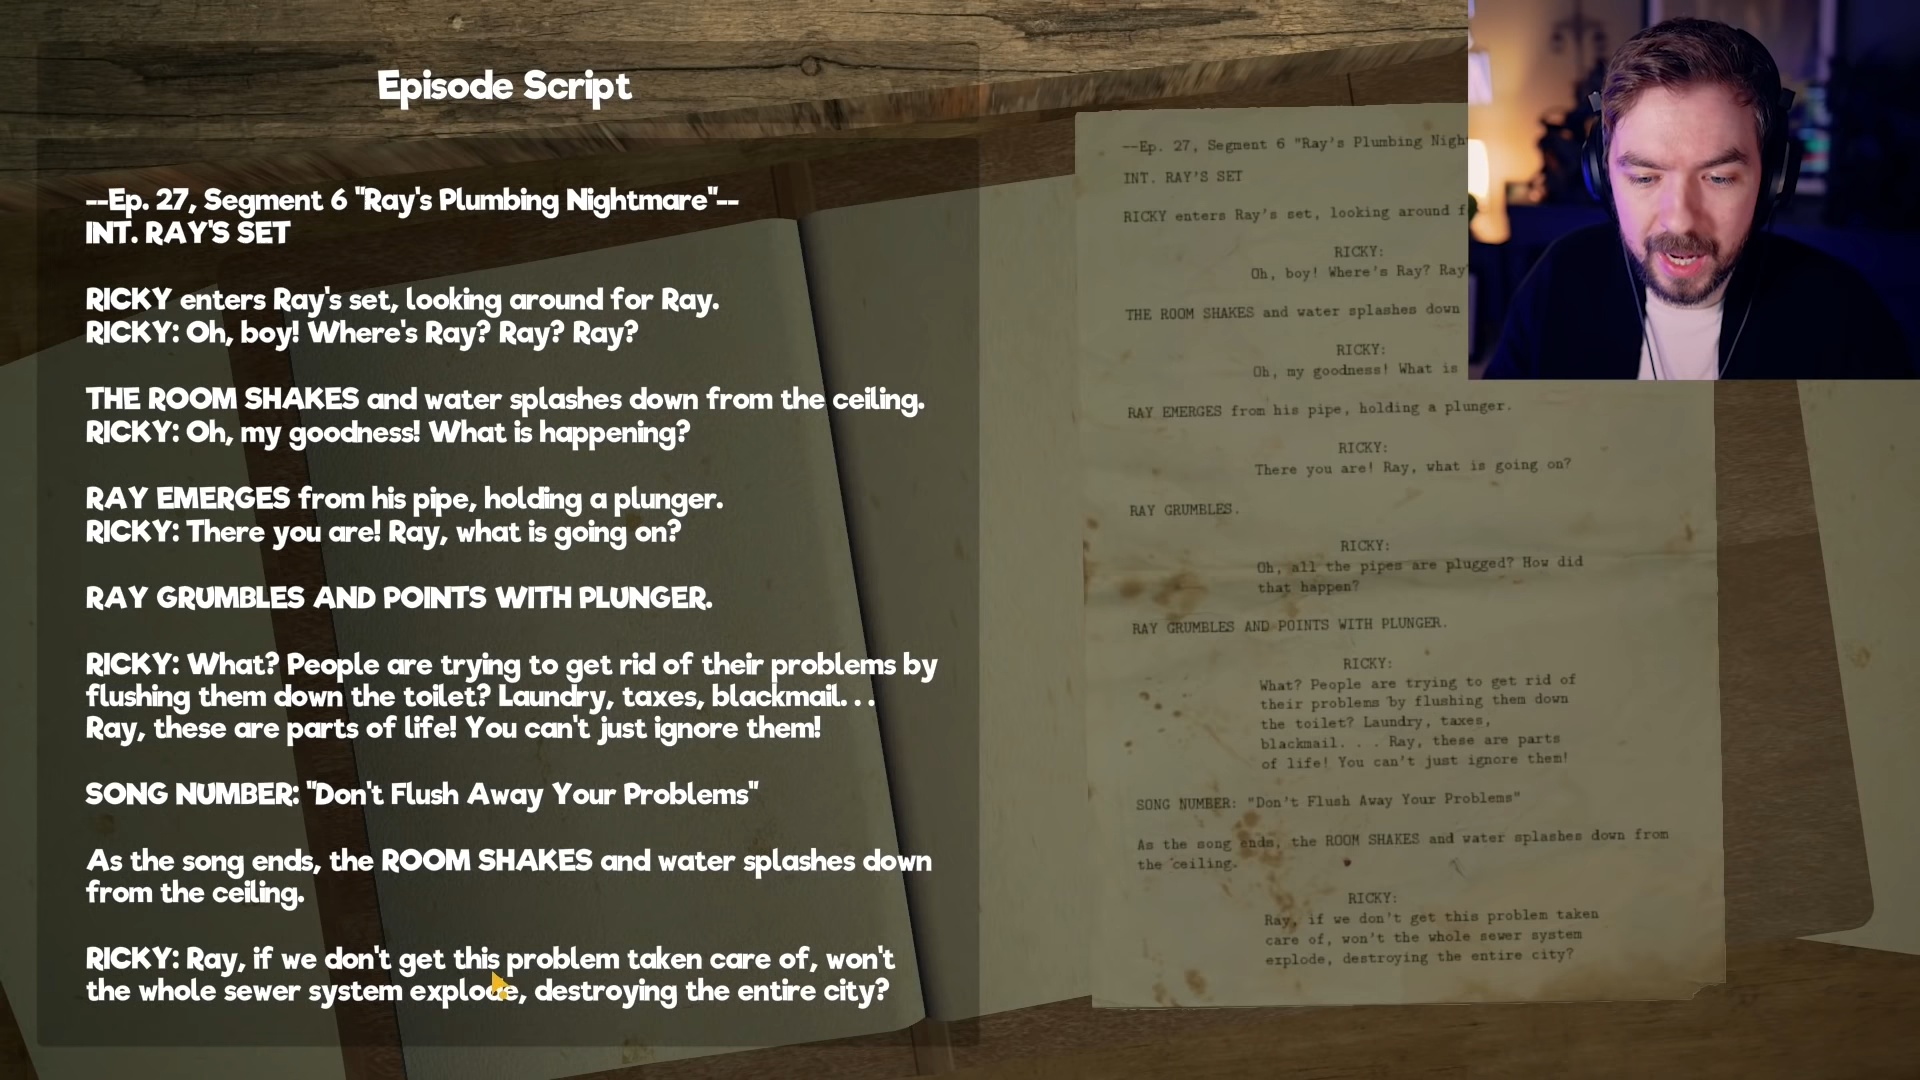 Episode Script
--Ep. 27, Segment 6 "Ray's Plumbing Nightmare"--
INT. RAY'S SET
RICKY enters Ray's set, looking around for Ray.
RICKY: Oh, boy! Where's Ray? Ray? Ray?
THE ROOM SHAKES and water splashes down from the ceiling.
RICKY: Oh, my goodness! What is happening?
RAY EMERGES from his pipe, holding a plunger.
RICKY: There you are! Ray, what is going on?
RAY GRUMBLES AND POINTS WITH PLUNGER.
RICKY: What? People are trying to get rid of their problems by
flushing them down the toilet? Laundry, taxes, blackmail. . .
Ray, these are parts of life! You can't just ignore them!
SONG NUMBER: "Don't Flush Away Your Problems"
As the song ends, the ROOM SHAKES and water splashes down
from the ceiling.
RICKY: Ray, if we don't get this problem taken care of, won't
the whole sewer system explode, destroying the entire city?
--Ep. 27, Segment 6 "Ray's Plumbing Nigh
INT. RAY'S SET
RICKY enters Ray's set, looking around f
RICKY:
Oh, boy! Where's Ray? Ray
THE ROOM SHAKES and water splashes down
RICKY:
Oh, my goodness! What is
RAY EMERGES from his pipe, holding a plunger.
RICKY:
There you are! Ray, what is going on?
RAY GRUMBLES.
RICKY:
Oh, all the pipes are plugged? How did
that happen?
RAY GRUMBLES AND POINTS WITH PLUNGER.
RICKY:
What? People are trying to get rid of
their problems by flushing them down
the toilet? Laundry, taxes,
blackmail. . . Ray, these are parts
of life! You can't just ignore them!
SONG NUMBER: "Don't Flush Away Your Problems"
As the song ends, the ROOM SHAKES and water splashes down from
the ceiling.
RICKY:
Ray, if we don't get this problem taken
care of, won't the whole sewer system
explode, destroying the entire city?